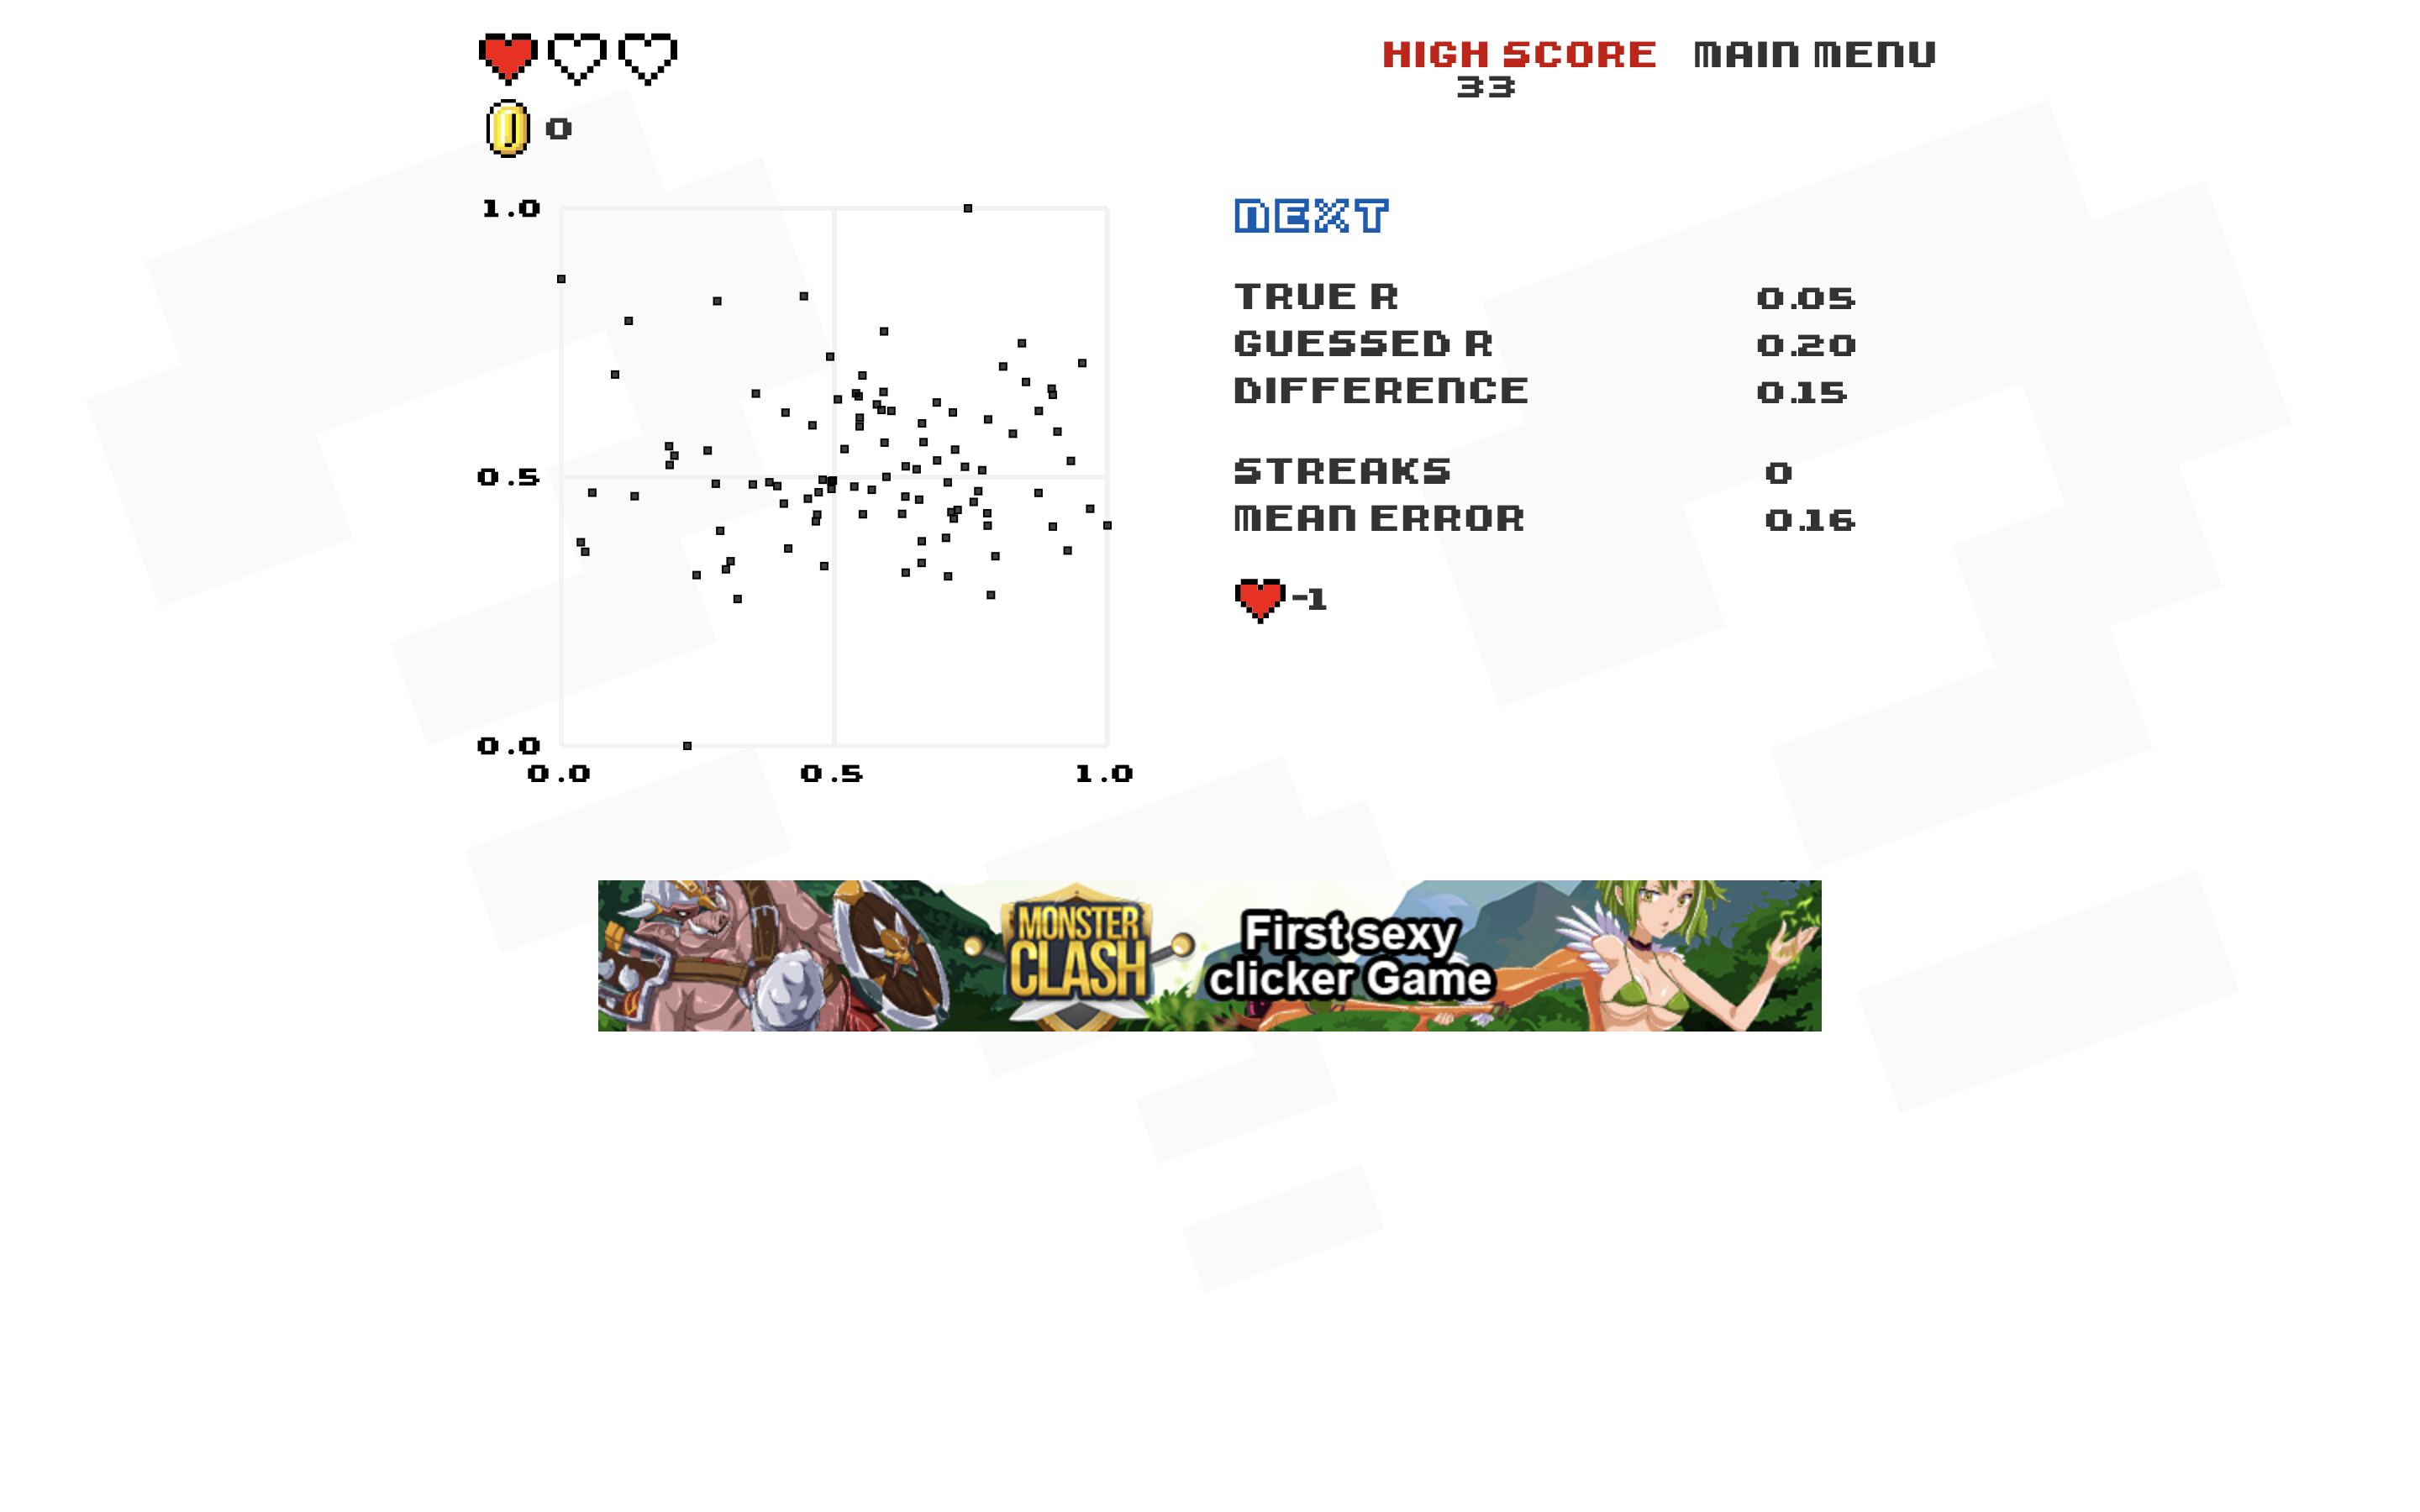 HIGH SCORE MAIN MENU
33
0
1.0
0.5
0.0
0.0 0.5 1.0
NEXT
TRUE R 0.05
GUESSED R 0.20
DIFFERENCE 0.15
STREAKS 0
MEAN ERROR 0.16
-1
MONSTER
CLASH
First sexy
clicker Game